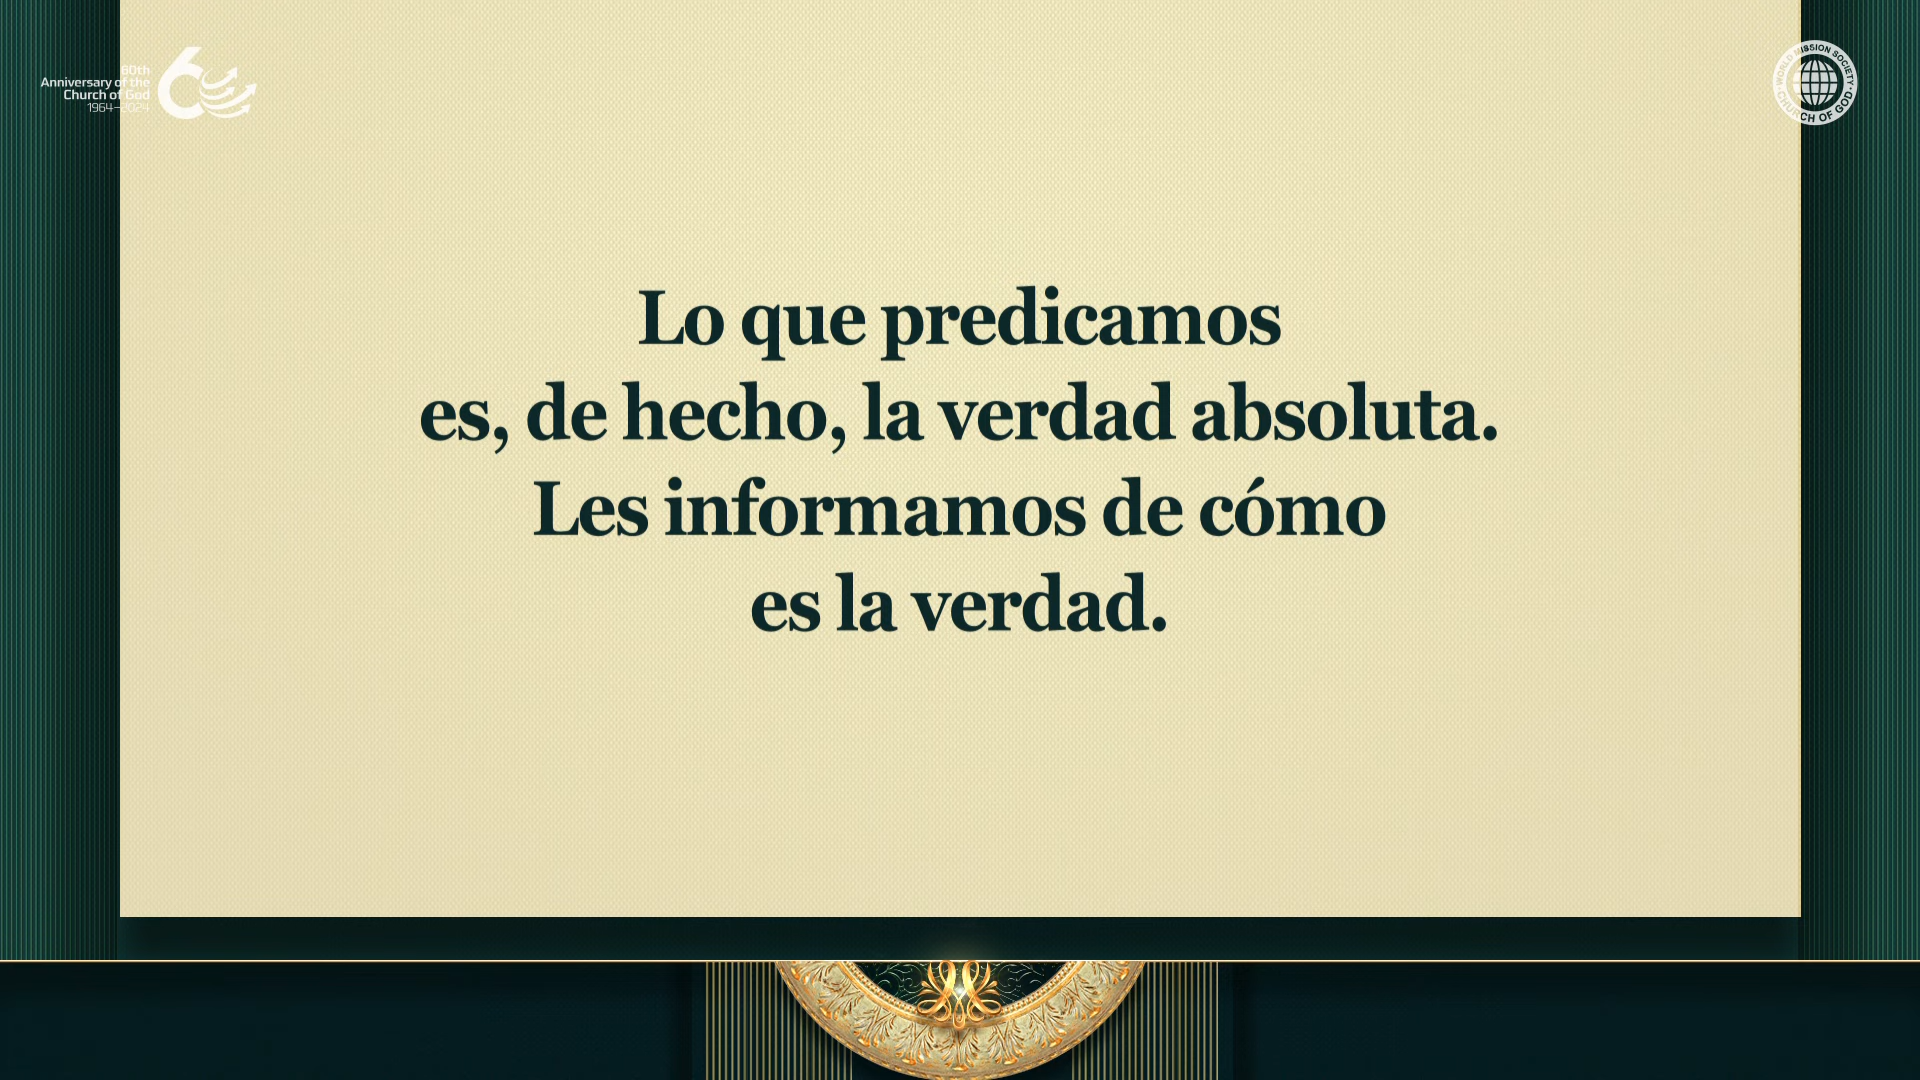 60th
Anniversary of the
Church of God
1964–2024
60
WORLD MISSION SOCIETY
CHURCH OF GOD
Lo que predicamos
es, de hecho, la verdad absoluta.
Les informamos de cómo
es la verdad.